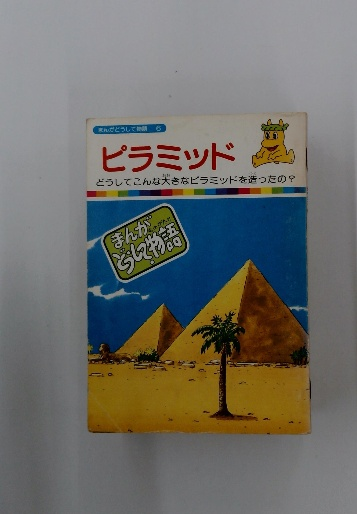 まんがどうして物語 6
ピラミッド
どうしてこんな大きなピラミッドを造ったの?
まんが
どうして物語